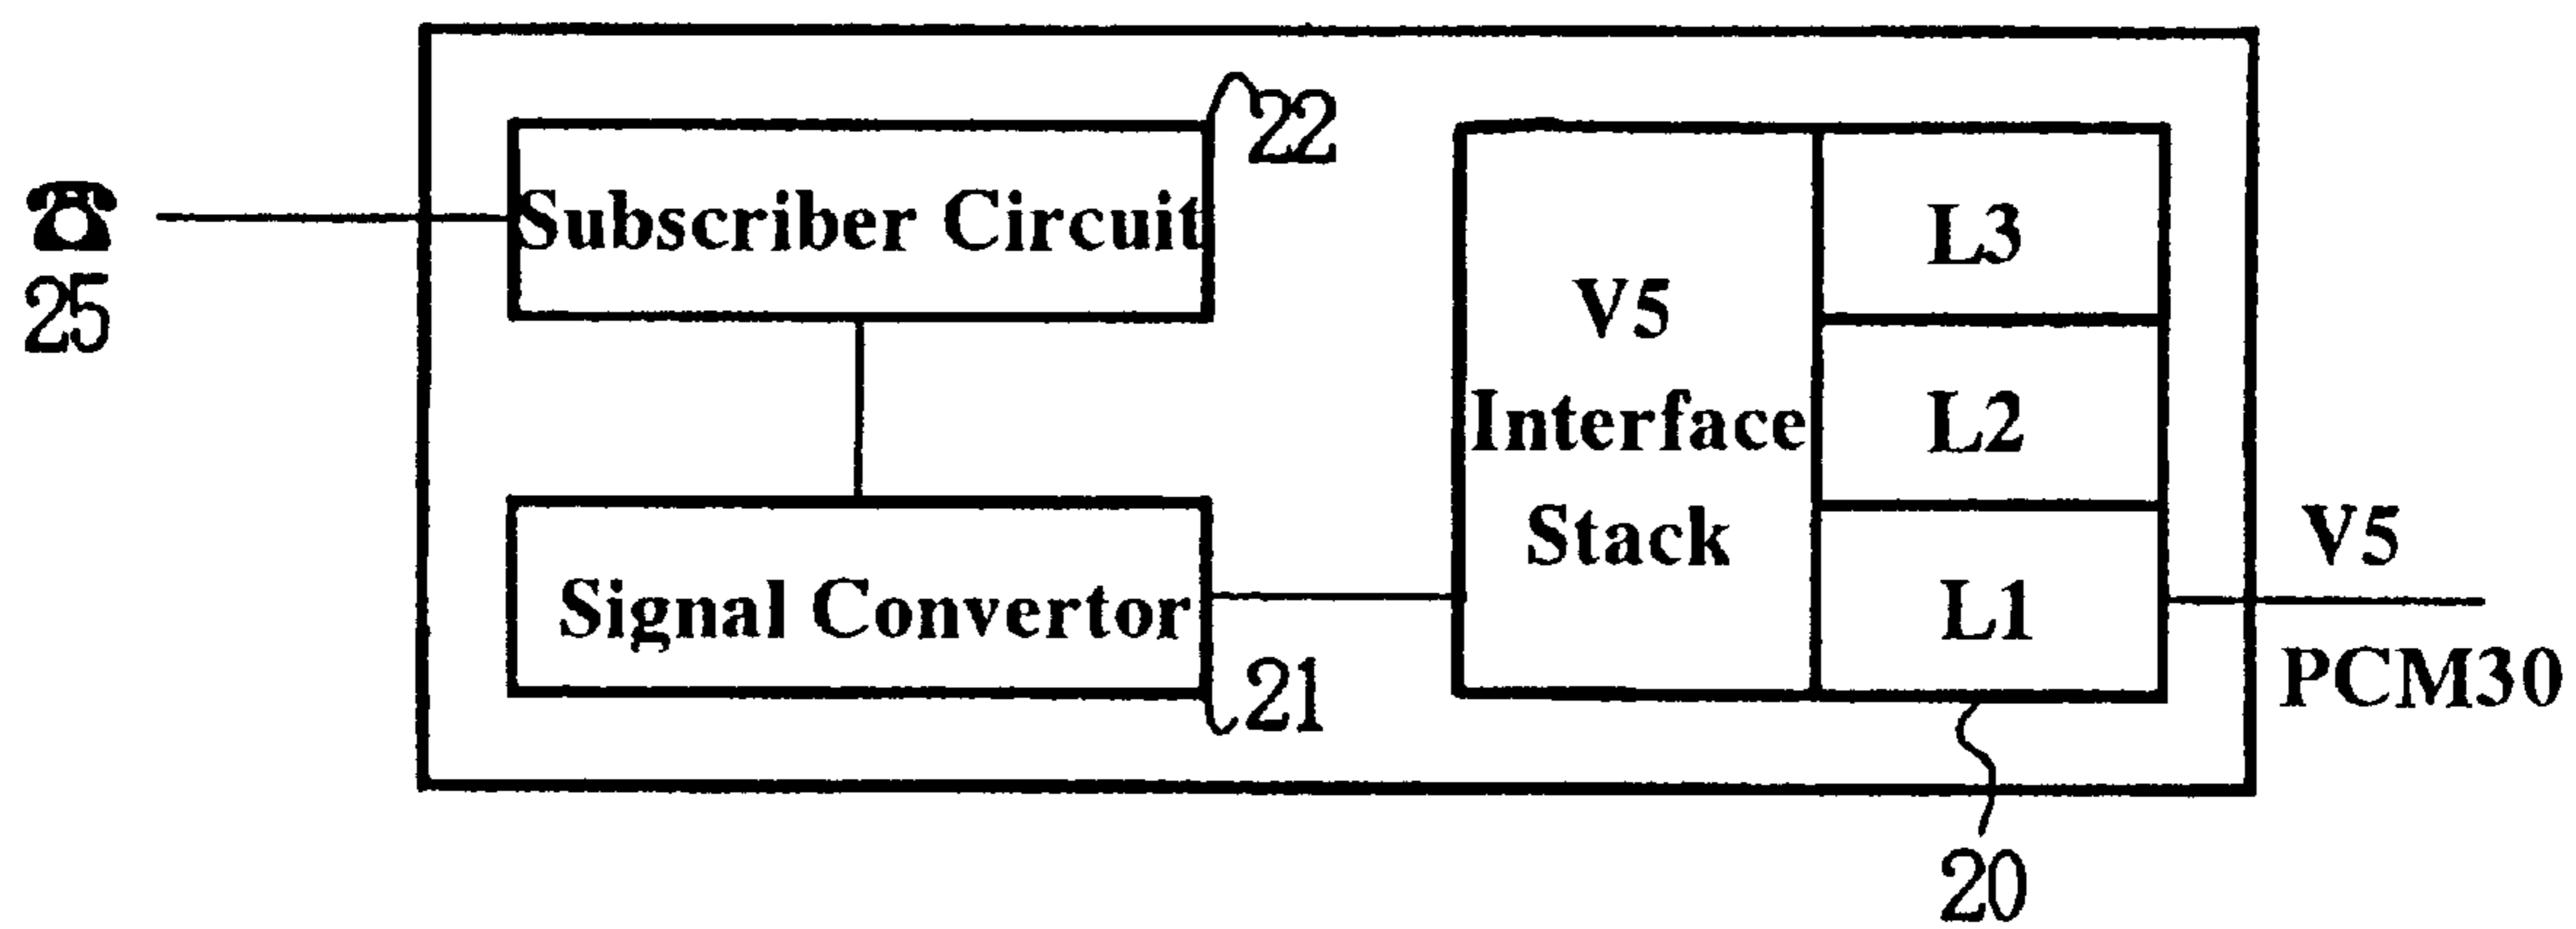 22
Subscriber Circuit
25
V5
Interface
Stack
L3
L2
L1
Signal Convertor
21
V5
PCM30
20